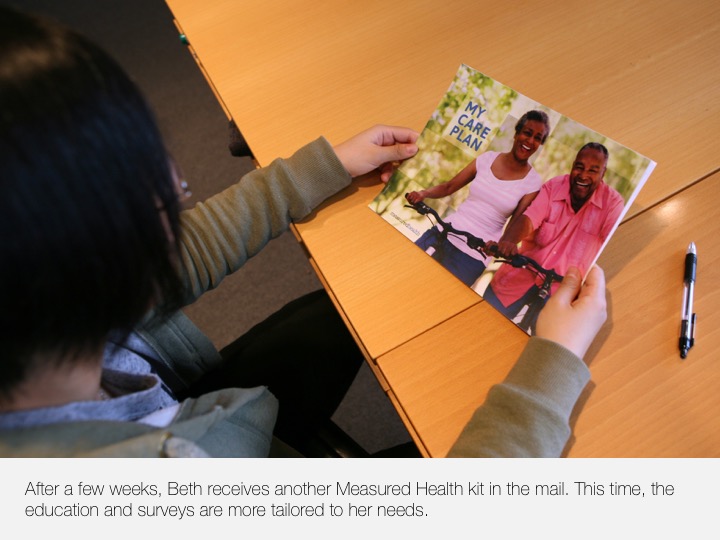 MY
CARE
PLAN
After a few weeks, Beth receives another Measured Health kit in the mail. This time, the
education and surveys are more tailored to her needs.